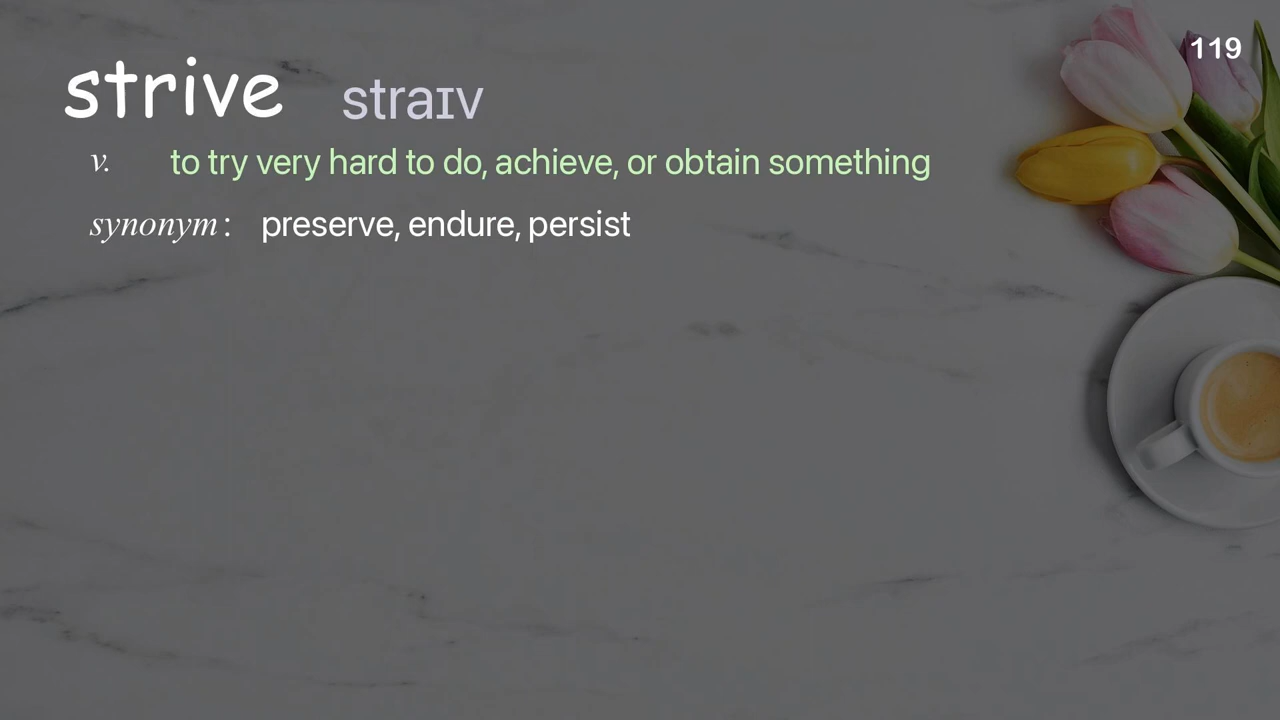 119
strive straɪv
v. to try very hard to do, achieve, or obtain something
synonym : preserve, endure, persist